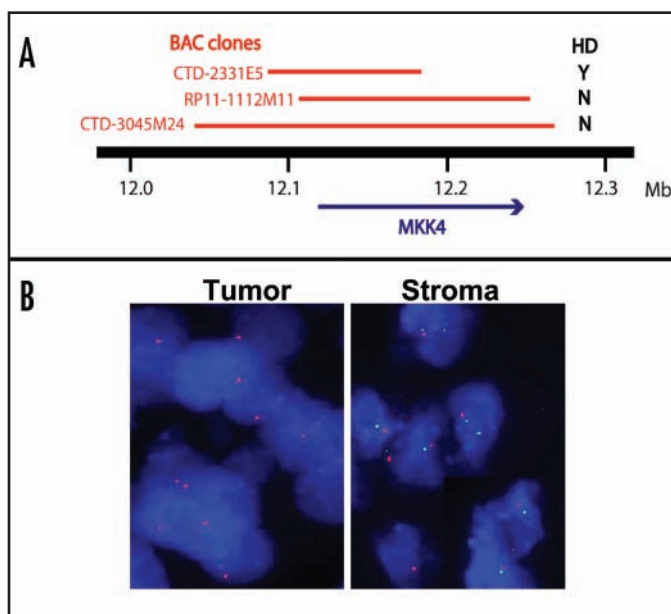 A
BAC clones HD
CTD-2331E5 Y
RP11-1112M11 N
CTD-3045M24 N
12.0 12.1 12.2 12.3 Mb
MKK4
B
Tumor Stroma